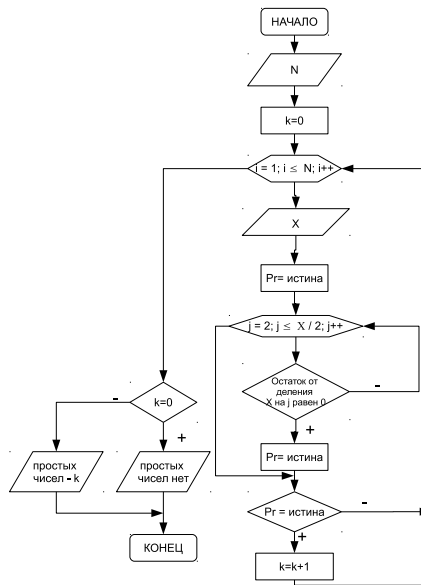 НАЧАЛО
N
k=0
i = 1; i ≤ N; i++
X
Pr= истина
j = 2; j ≤ X / 2; j++
Остаток от
деления
X на j равен 0
-
+
Pr= истина
-
k=0
+
простых
чисел - k
простых
чисел нет
Pr = истина
-
+
КОНЕЦ
k=k+1